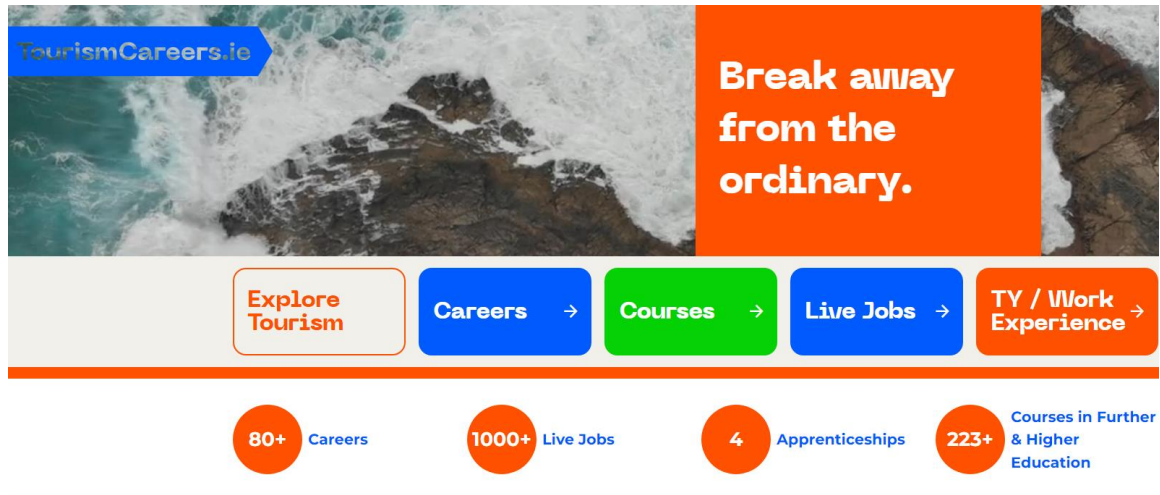 TourismCareers.ie
Break away
from the
ordinary.
Explore
Tourism
Careers →
Courses →
Live Jobs →
TY / Work
Experience →
80+ Careers
1000+ Live Jobs
4 Apprenticeships
223+ Courses in Further
& Higher
Education